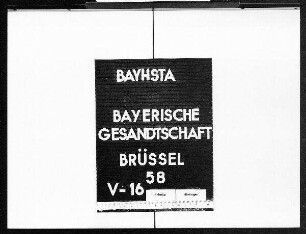 BAYHSTA
BAYERISCHE
GESANDTSCHAFT
BRÜSSEL
58
V-16